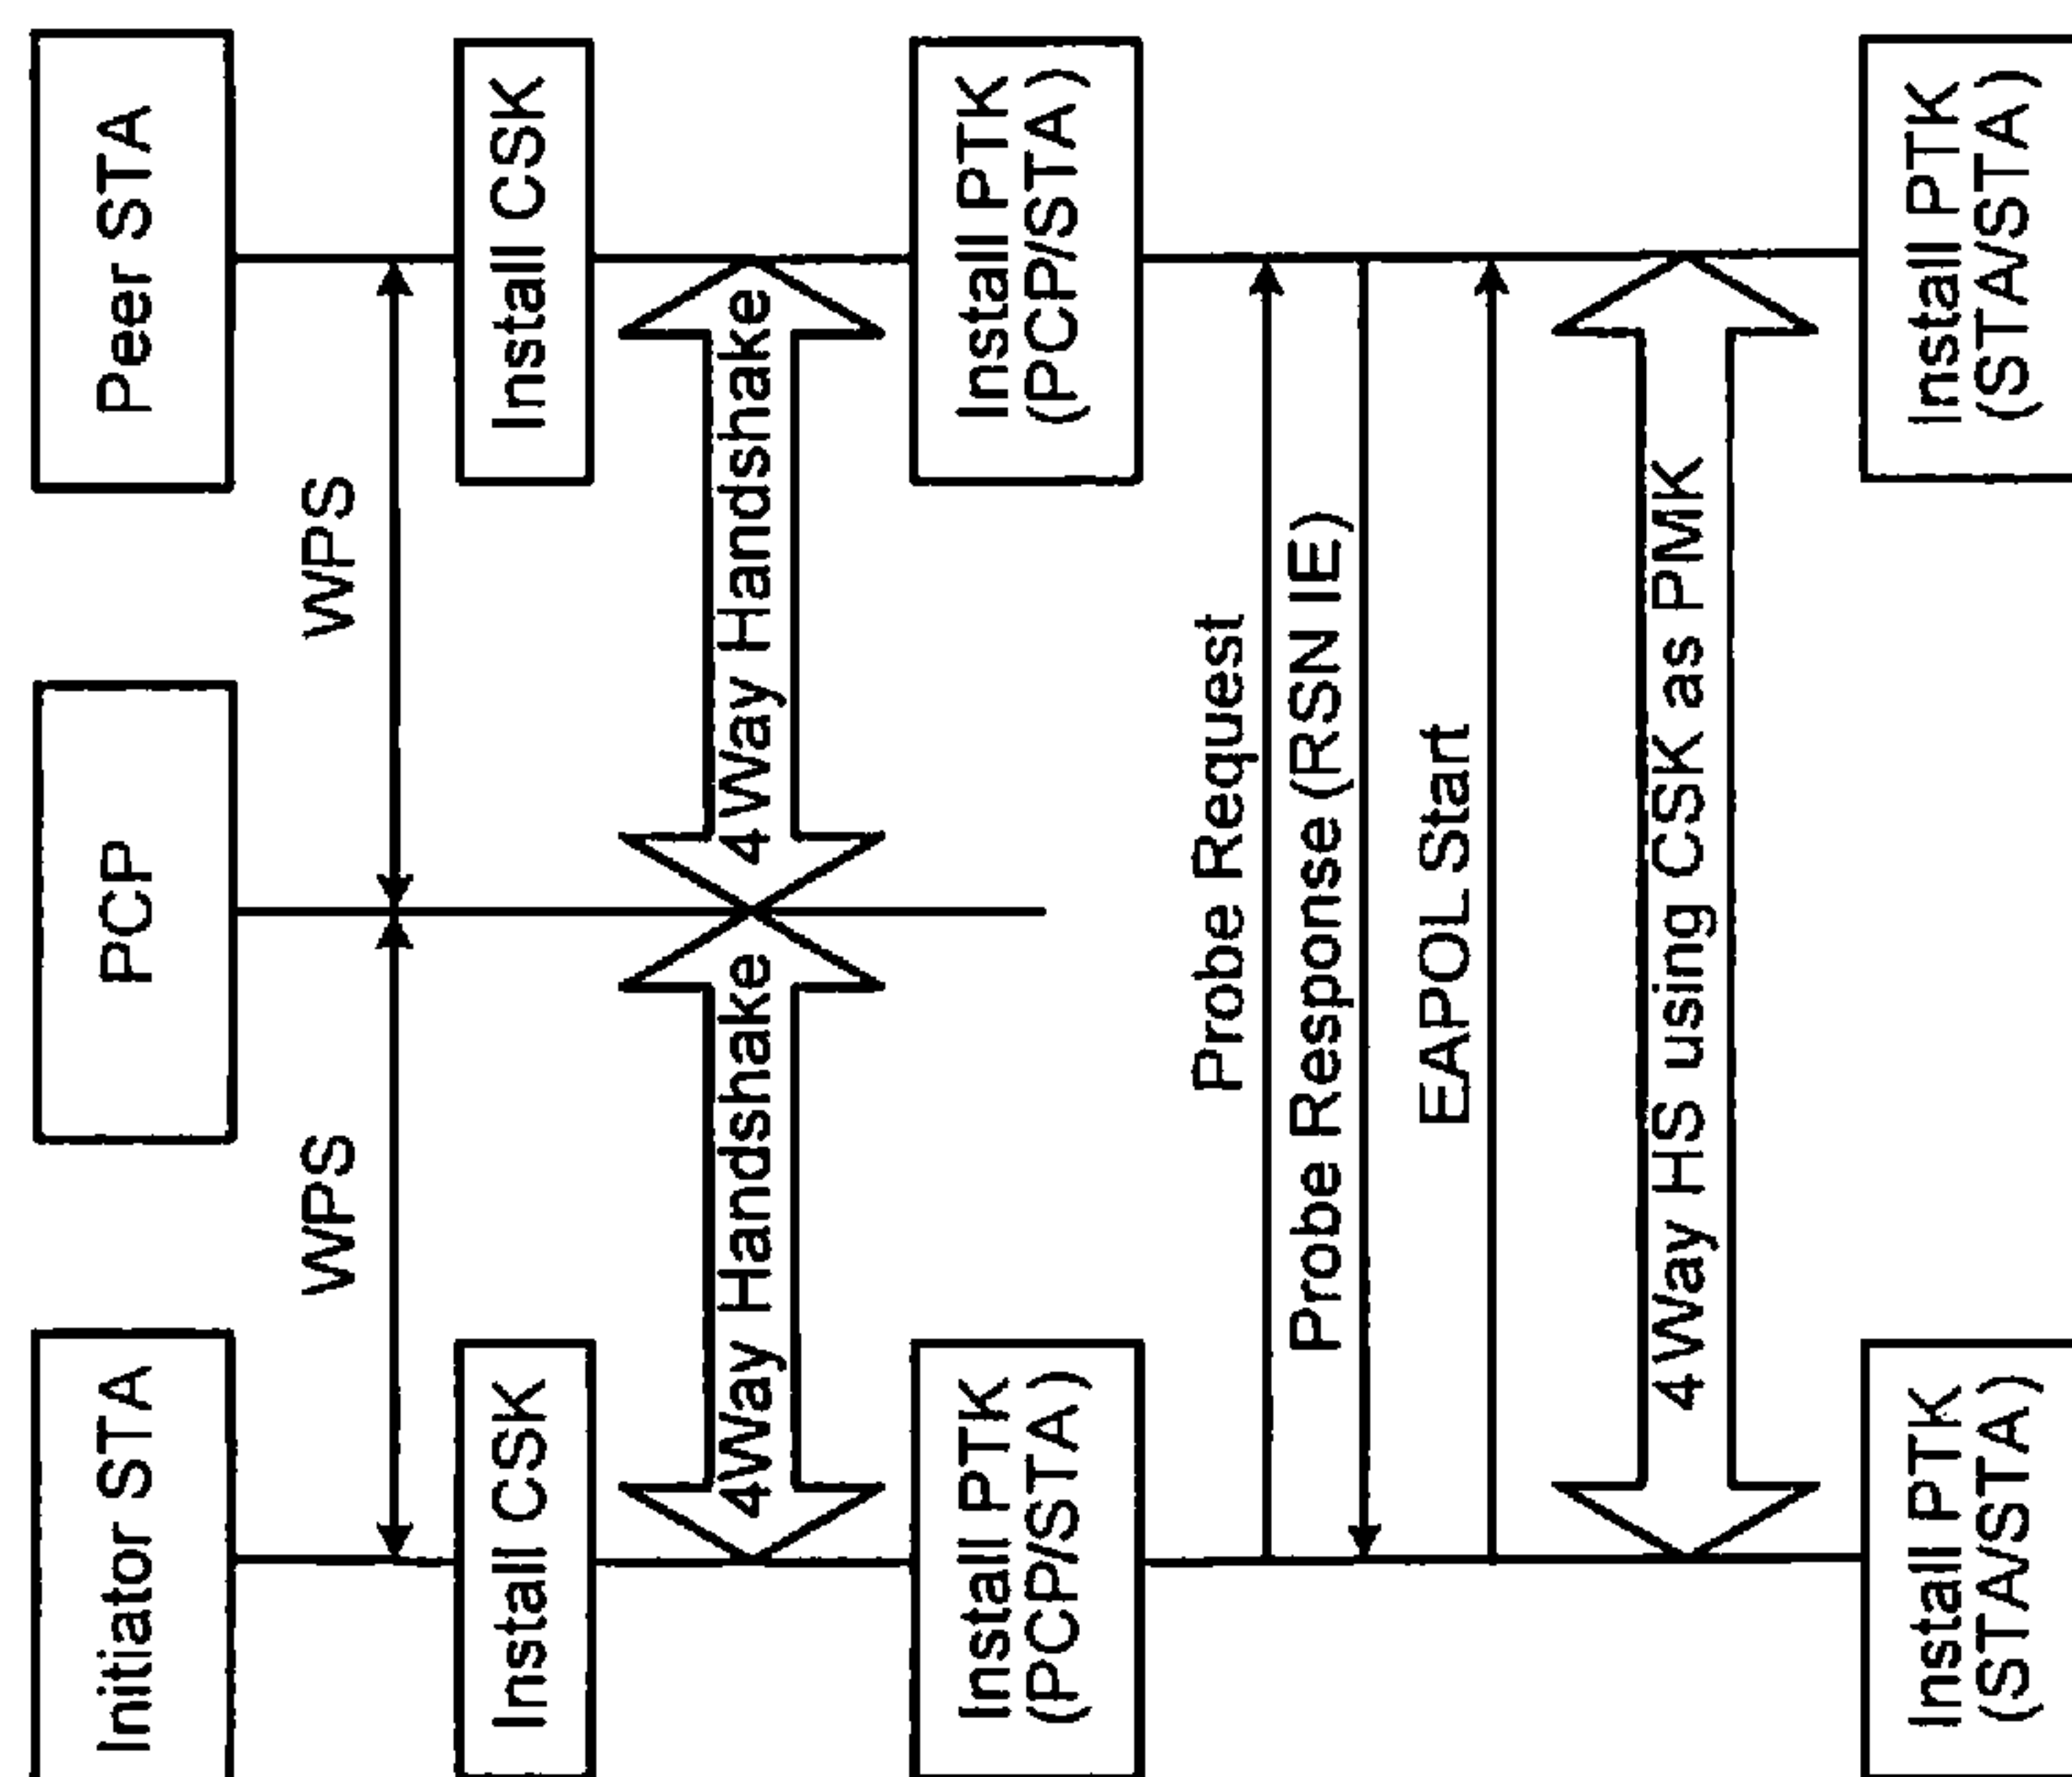 Initiator STA
PCP
Peer STA
WPS
WPS
Install CSK
Install CSK
4Way Handshake
4 Way Handshake
Install PTK
(PCP/STA)
Install PTK
(PCP/STA)
Probe Request
Probe Response (RSN IE)
EAPOL Start
4Way HS using CSK as PMK
Install PTK
(STA/STA)
Install PTK
(STA/STA)